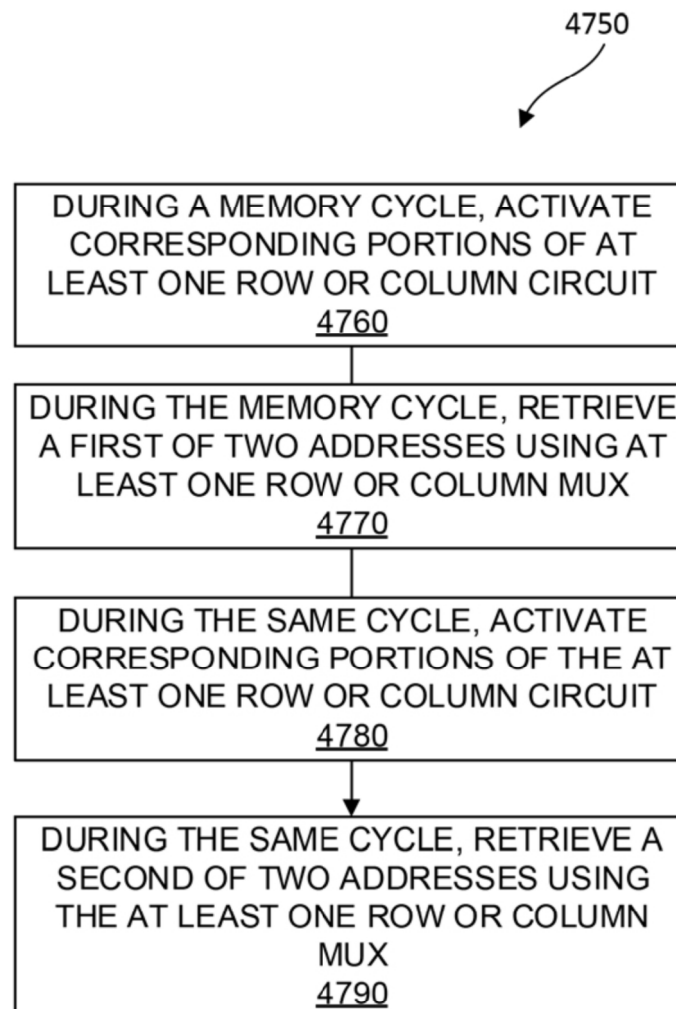 4750
DURING A MEMORY CYCLE, ACTIVATE
CORRESPONDING PORTIONS OF AT
LEAST ONE ROW OR COLUMN CIRCUIT
4760
DURING THE MEMORY CYCLE, RETRIEVE
A FIRST OF TWO ADDRESSES USING AT
LEAST ONE ROW OR COLUMN MUX
4770
DURING THE SAME CYCLE, ACTIVATE
CORRESPONDING PORTIONS OF THE AT
LEAST ONE ROW OR COLUMN CIRCUIT
4780
DURING THE SAME CYCLE, RETRIEVE A
SECOND OF TWO ADDRESSES USING
THE AT LEAST ONE ROW OR COLUMN
MUX
4790